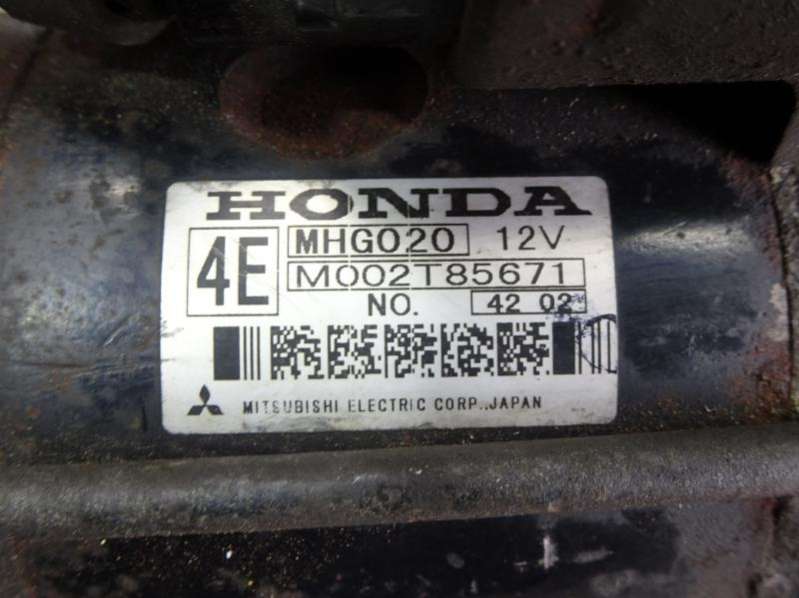 HONDA
4E MHG020 12V
M002T85671
NO. 42 02
MITSUBISHI ELECTRIC CORP.,JAPAN